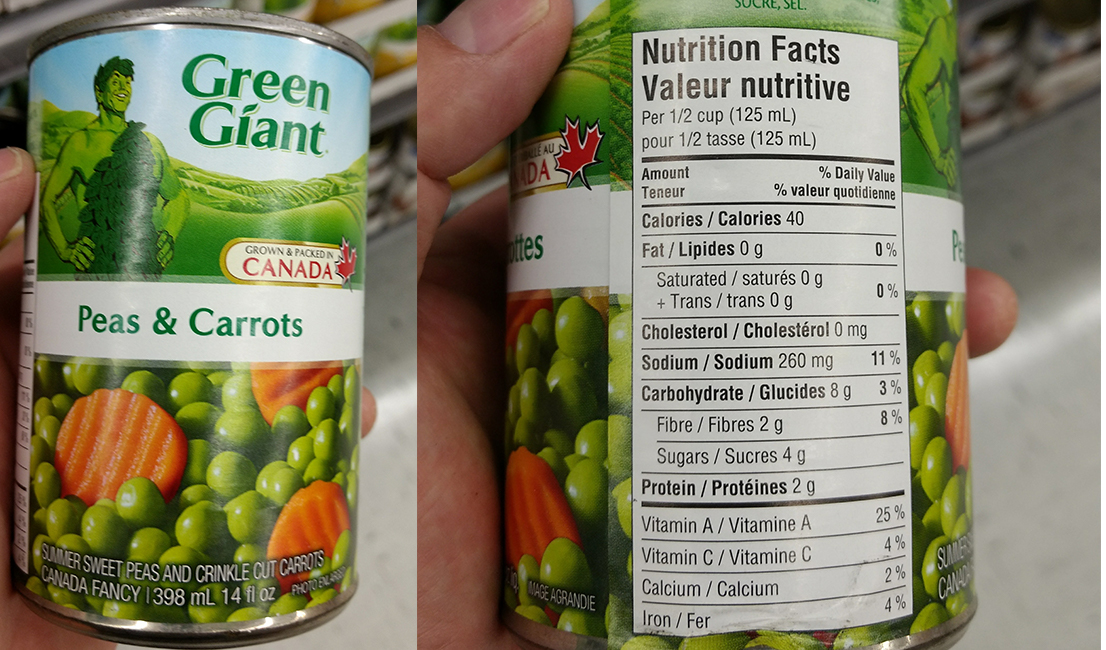 Green
Giant
GROWN & PACKED IN
CANADA
Peas & Carrots
SUMMER SWEET PEAS AND CRINKLE CUT CARROTS
CANADA FANCY | 398 mL 14 fl oz
PHOTO ENLARGED
SUCRE, SEL.
Nutrition Facts
Valeur nutritive
Per 1/2 cup (125 mL)
pour 1/2 tasse (125 mL)
Amount % Daily Value
Teneur % valeur quotidienne
Calories / Calories 40
Fat / Lipides 0 g 0 %
Saturated / saturés 0 g
+ Trans / trans 0 g 0 %
Cholesterol / Cholestérol 0 mg
Sodium / Sodium 260 mg 11 %
Carbohydrate / Glucides 8 g 3 %
Fibre / Fibres 2 g 8 %
Sugars / Sucres 4 g
Protein / Protéines 2 g
Vitamin A / Vitamine A 25 %
Vitamin C / Vitamine C 4 %
Calcium / Calcium 2 %
Iron / Fer 4 %
IMAGE AGRANDIE